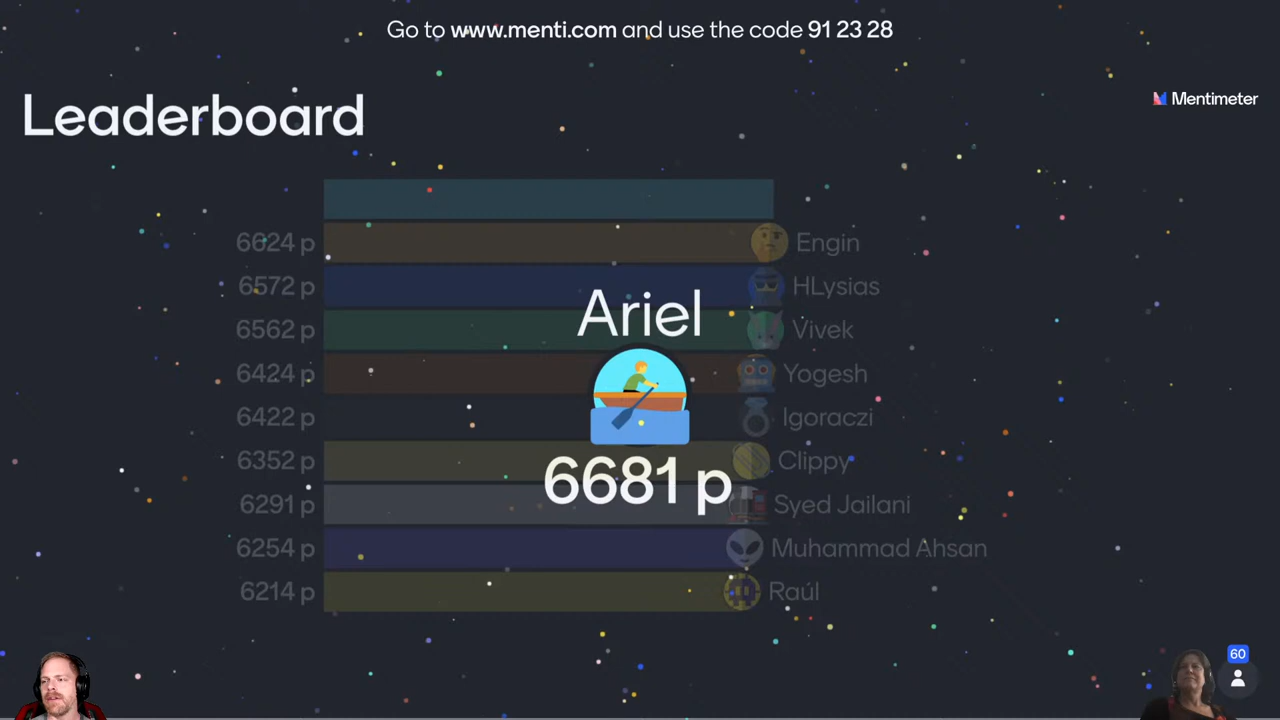 Go to www.menti.com and use the code 91 23 28
Leaderboard
Mentimeter
6624 p Engin
6572 p HLysias
Ariel
6562 p Vivek
6424 p Yogesh
6422 p Igoraczi
6352 p Clippy
6681 p
6291 p Syed Jailani
6254 p Muhammad Ahsan
6214 p Raúl
60